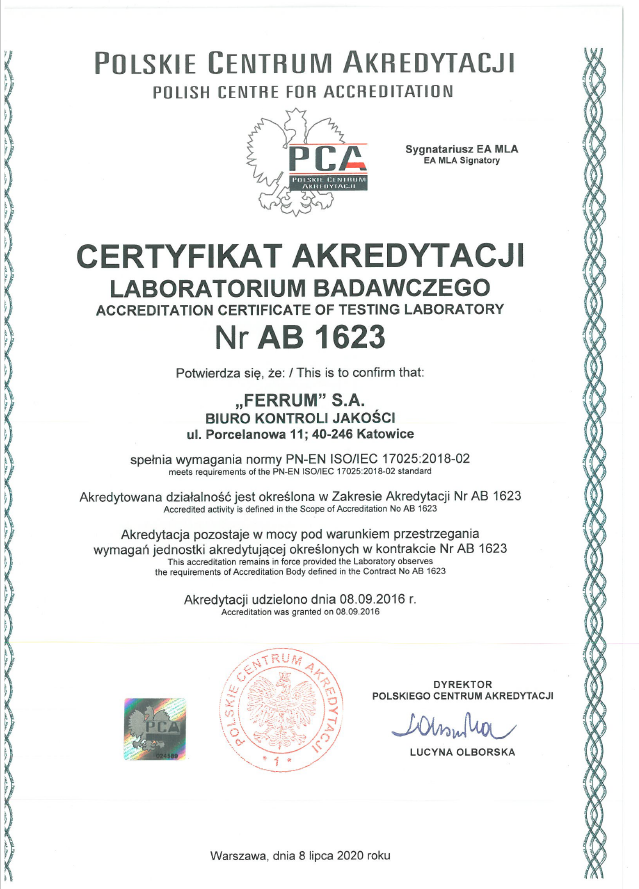 POLSKIE CENTRUM AKREDYTACJI
POLISH CENTRE FOR ACCREDITATION
PCA
POLSKIE CENTRUM
AKREDYTACJI
Sygnatariusz EA MLA
EA MLA Signatory
CERTYFIKAT AKREDYTACJI
LABORATORIUM BADAWCZEGO
ACCREDITATION CERTIFICATE OF TESTING LABORATORY
Nr AB 1623
Potwierdza się, że: / This is to confirm that:
„FERRUM” S.A.
BIURO KONTROLI JAKOŚCI
ul. Porcelanowa 11; 40-246 Katowice
spełnia wymagania normy PN-EN ISO/IEC 17025:2018-02
meets requirements of the PN-EN ISO/IEC 17025:2018-02 standard
Akredytowana działalność jest określona w Zakresie Akredytacji Nr AB 1623
Accredited activity is defined in the Scope of Accreditation No AB 1623
Akredytacja pozostaje w mocy pod warunkiem przestrzegania
wymagań jednostki akredytującej określonych w kontrakcie Nr AB 1623
This accreditation remains in force provided the Laboratory observes
the requirements of Accreditation Body defined in the Contract No AB 1623
Akredytacji udzielono dnia 08.09.2016 r.
Accreditation was granted on 08.09.2016
POLSKIE CENTRUM AKREDYTACJI
* 1 *
PCA
DYREKTOR
POLSKIEGO CENTRUM AKREDYTACJI
LUCYNA OLBORSKA
Warszawa, dnia 8 lipca 2020 roku